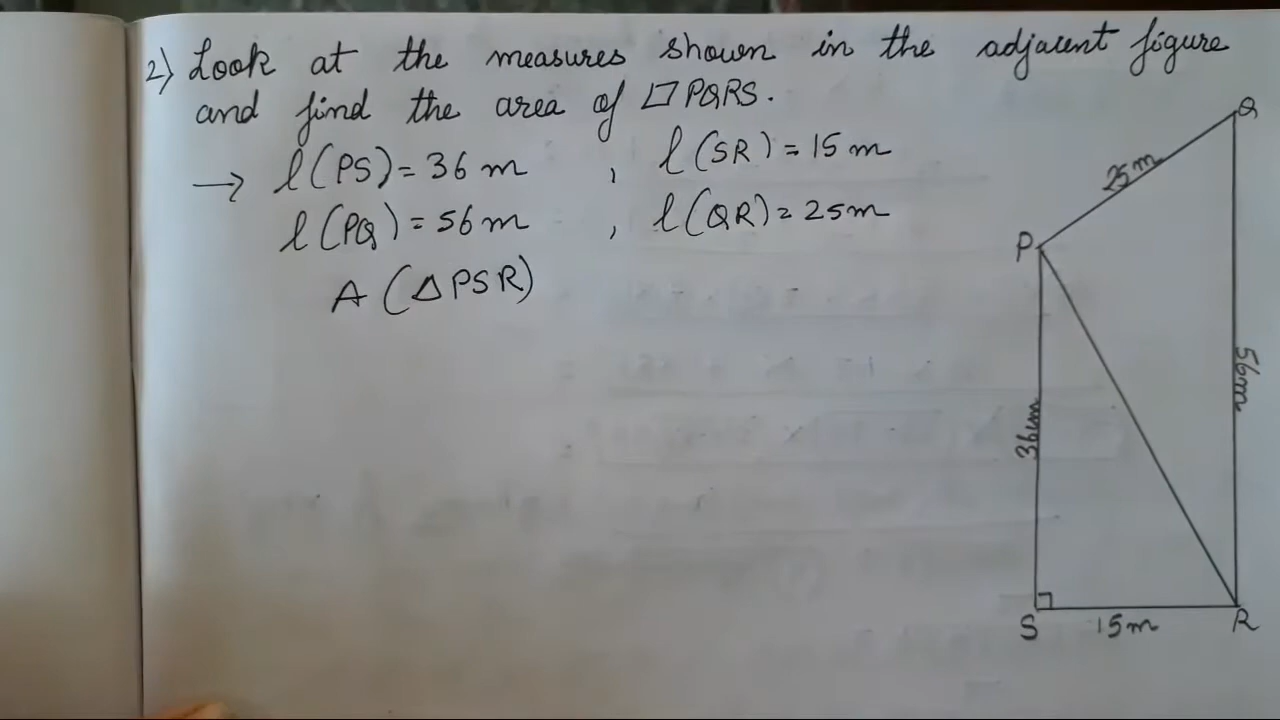 2) Look at the measures shown in the adjacent figure
and find the area of □PQRS.
→ l(PS) = 36 m , l(SR) = 15 m
l(PQ) = 56 m , l(QR) = 25m
A (△PSR)
Q
25m
P
56m
36m
S 15m R